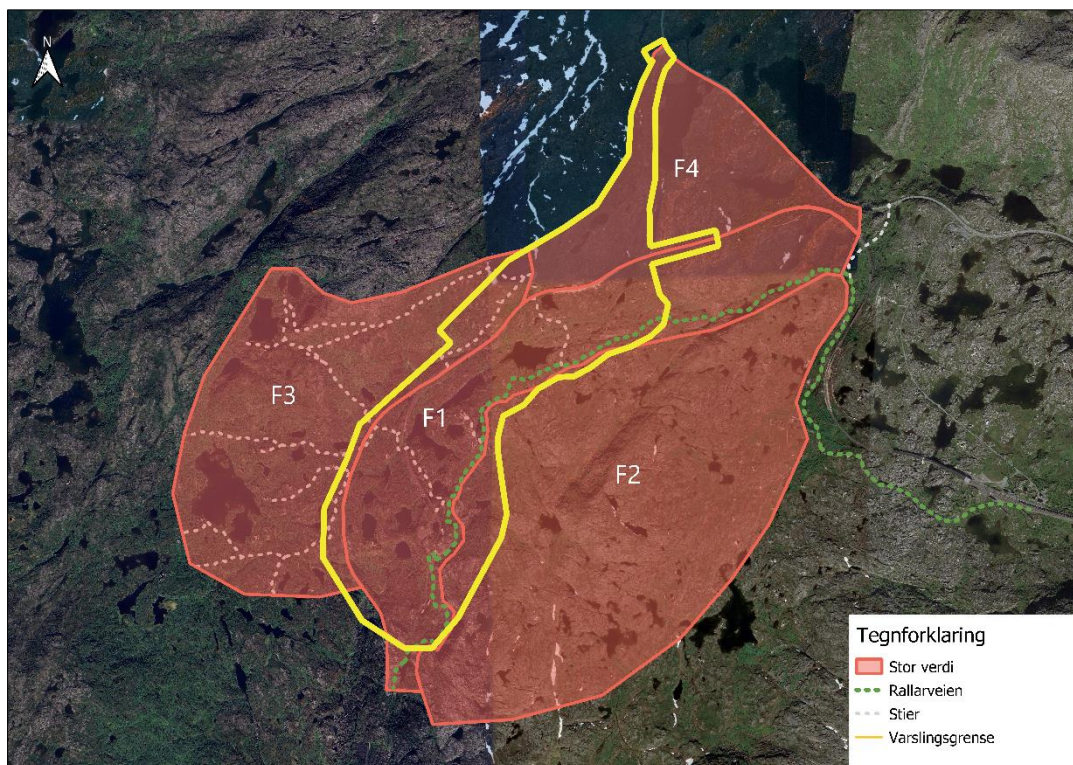 N
F4
F3
F1
F2
Tegnforklaring
Stor verdi
Rallarveien
Stier
Varslingsgrense